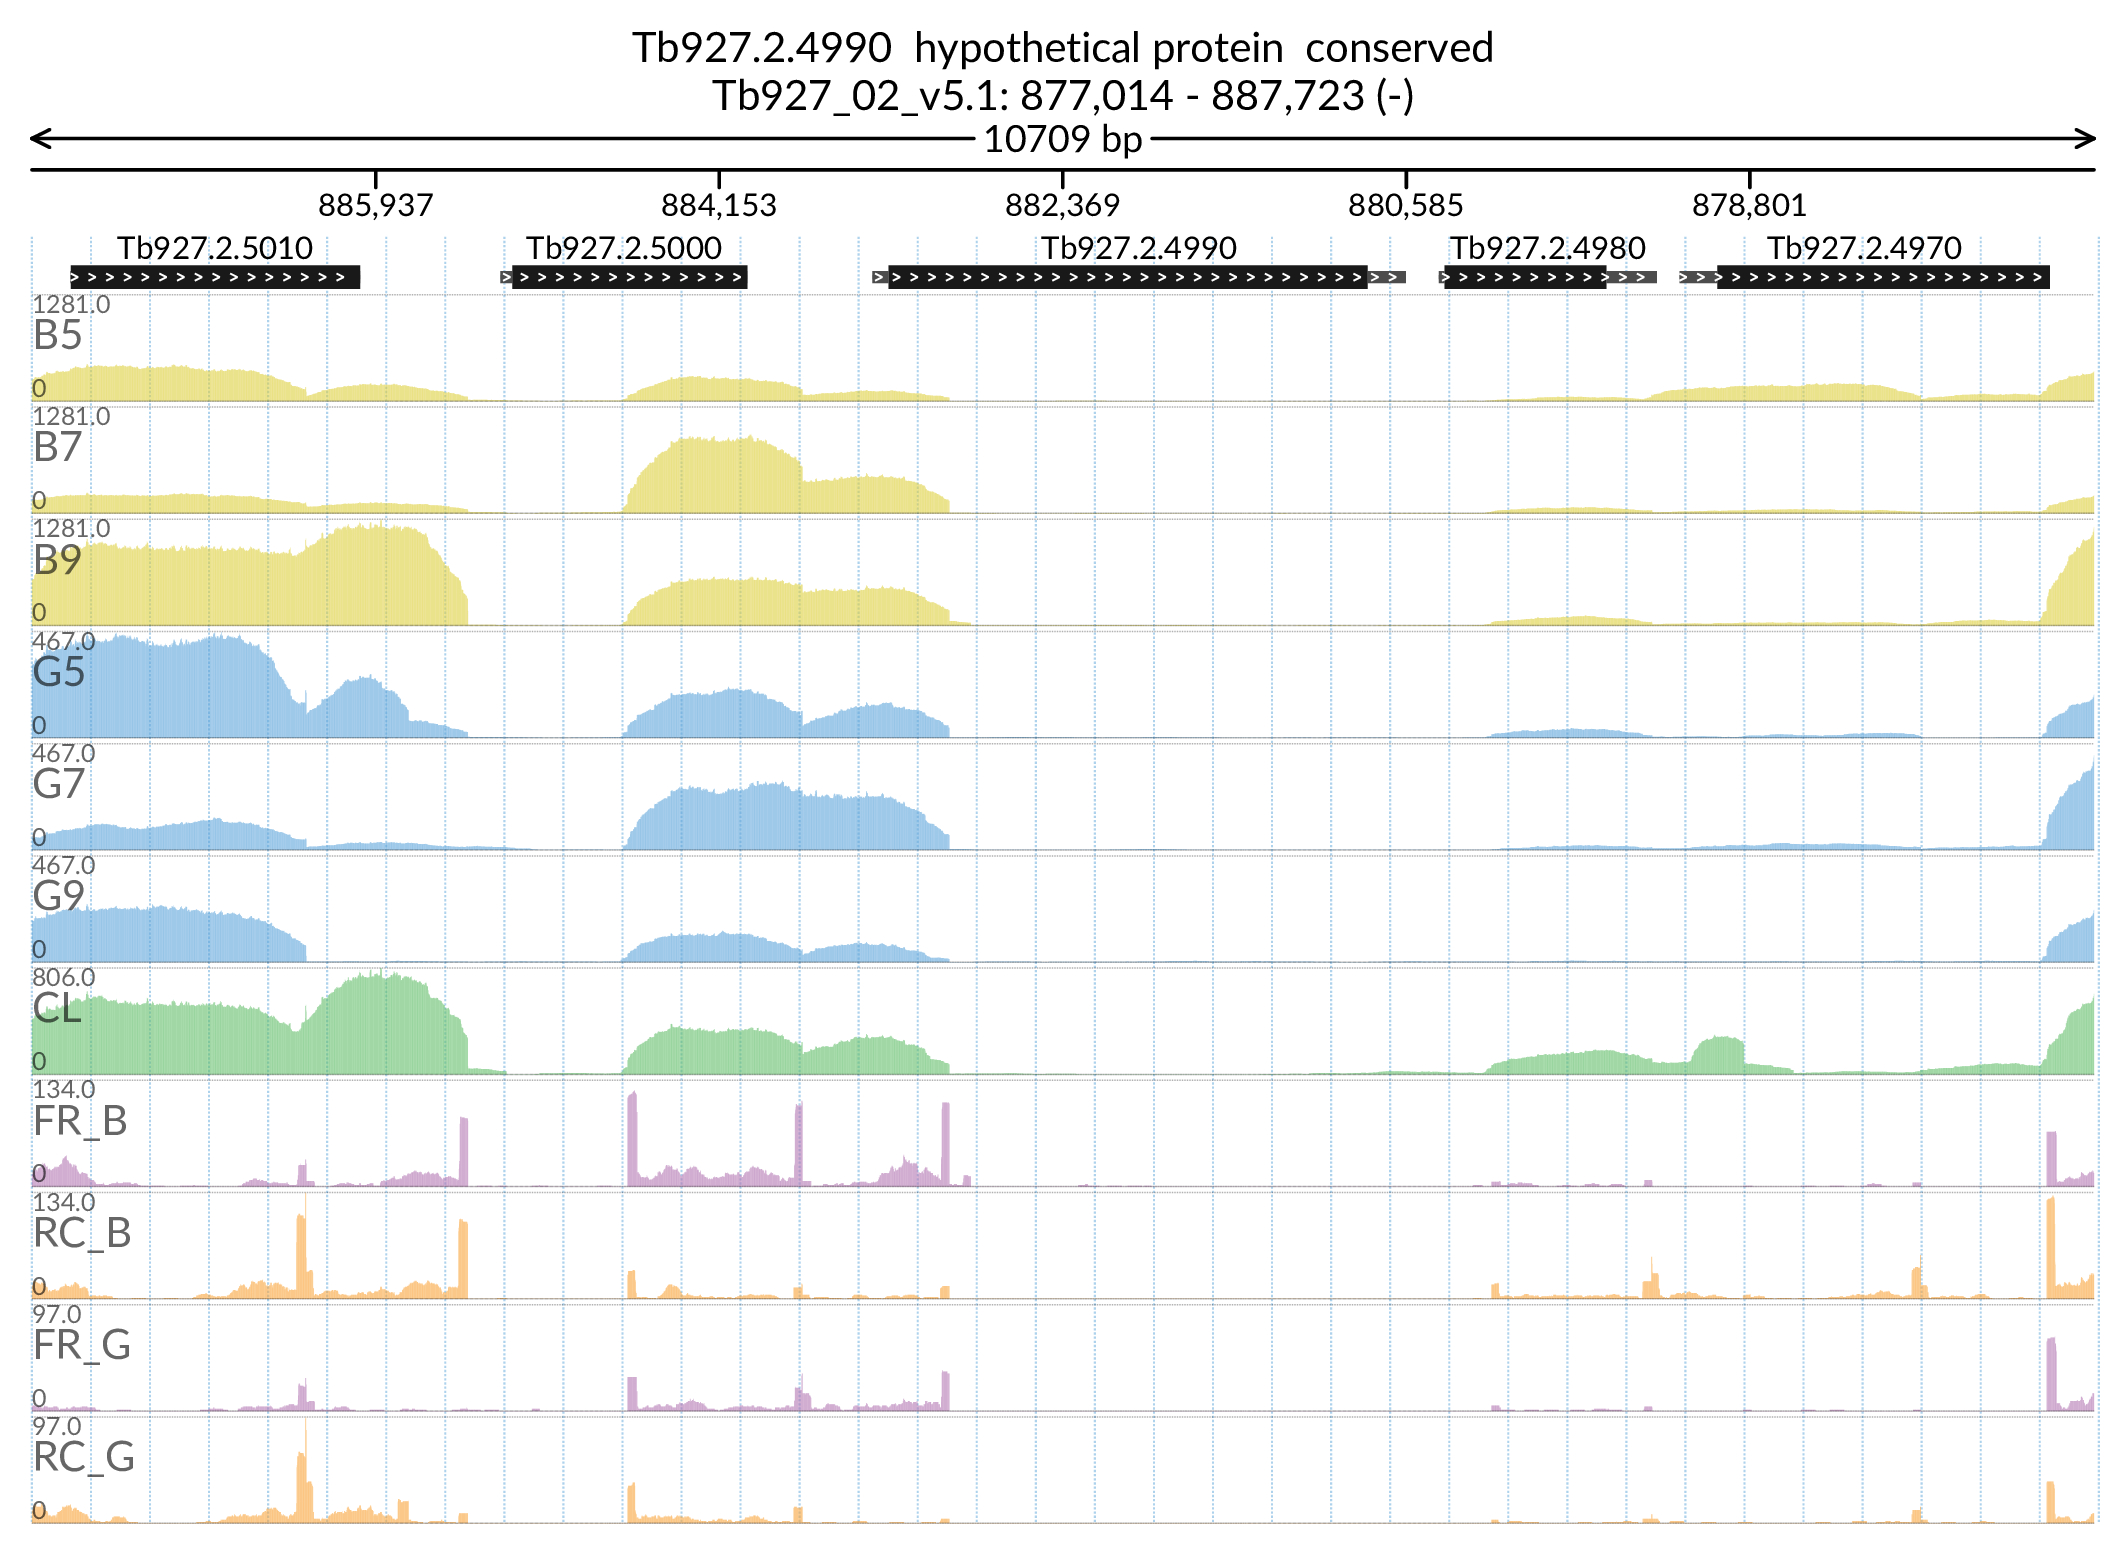 Tb927.2.4990 hypothetical protein conserved
Tb927_02_v5.1: 877,014 - 887,723 (-)
10709 bp
885,937 884,153 882,369 880,585 878,801
Tb927.2.5010 Tb927.2.5000 Tb927.2.4990 Tb927.2.4980 Tb927.2.4970
1281.0
B5
0
1281.0
B7
0
1281.0
B9
0
467.0
G5
0
467.0
G7
0
467.0
G9
0
806.0
CL
0
134.0
FR_B
0
134.0
RC_B
0
97.0
FR_G
0
97.0
RC_G
0